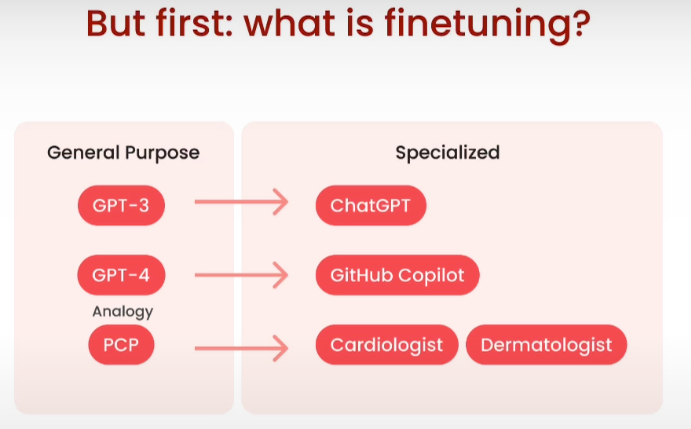 But first: what is finetuning?
General Purpose
Specialized
GPT-3
ChatGPT
GPT-4
GitHub Copilot
Analogy
PCP
Cardiologist
Dermatologist